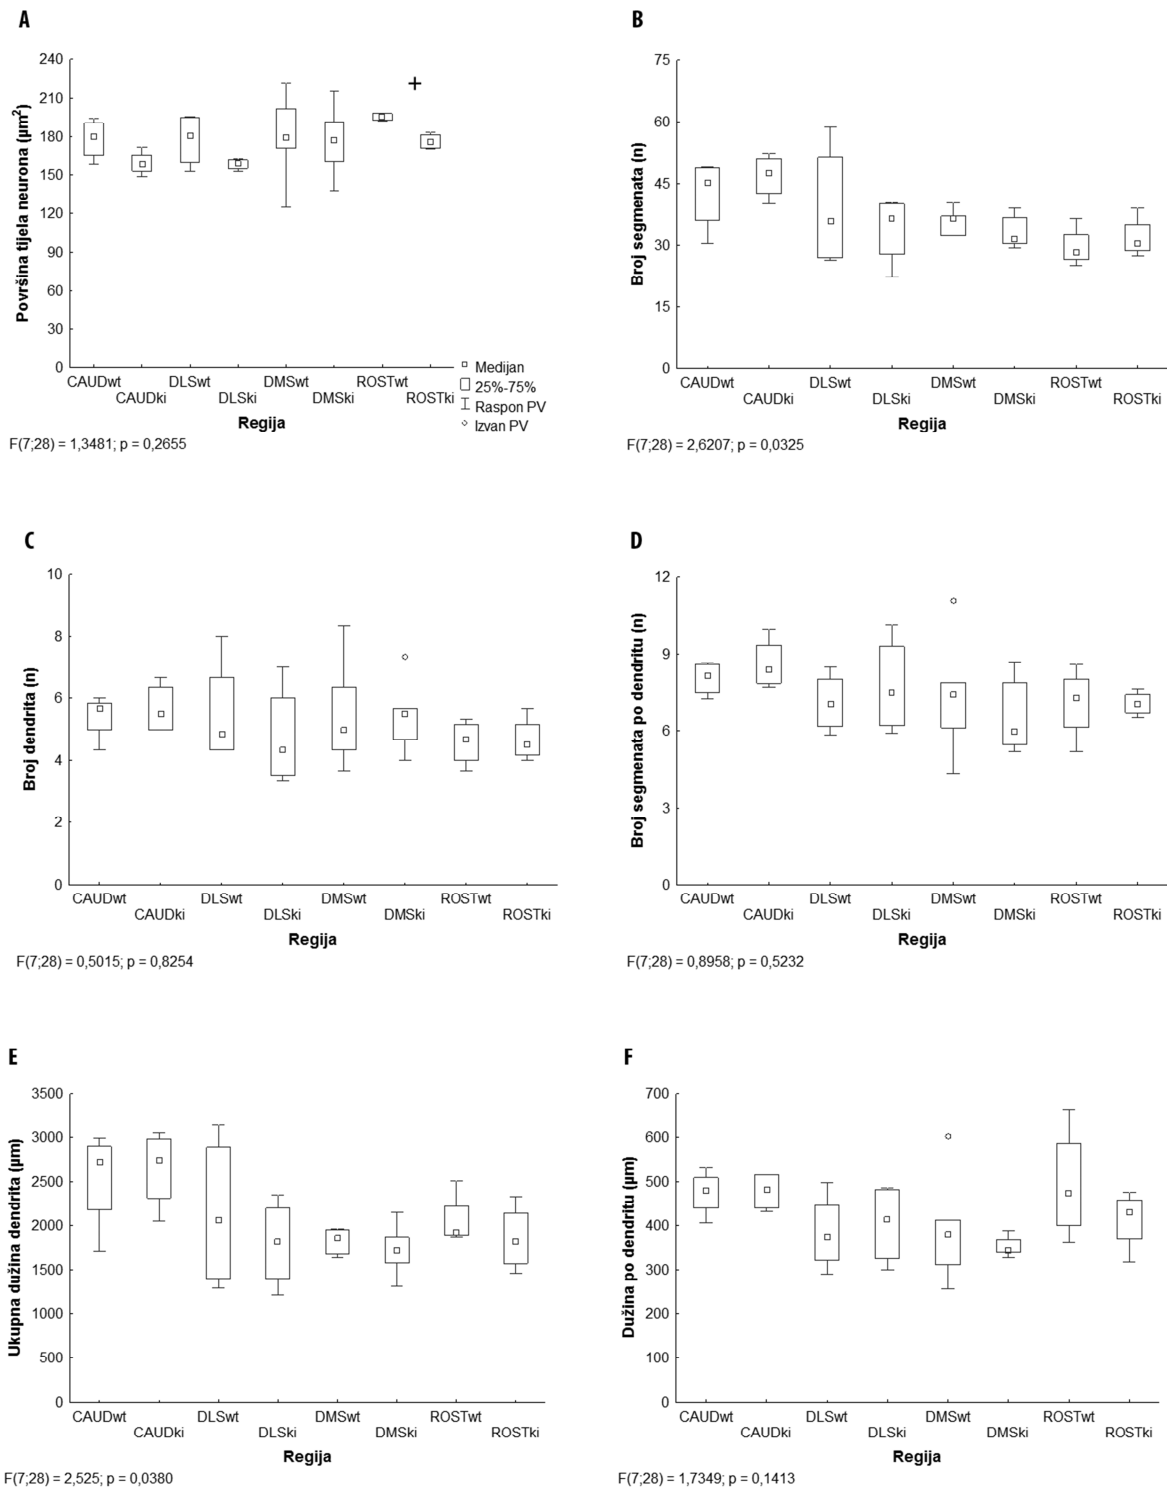 A
Površina tijela neurona (µm²)
240
210
180
150
120
90
60
30
0
+
CAUDwt DLSwt DMSwt ROSTwt
CAUDki DLSki DMSki ROSTki
Regija
Medijan
25%-75%
Raspon PV
Izvan PV
F(7;28) = 1,3481; p = 0,2655
B
Broj segmenata (n)
75
60
45
30
15
0
CAUDwt DLSwt DMSwt ROSTwt
CAUDki DLSki DMSki ROSTki
Regija
F(7;28) = 2,6207; p = 0,0325
C
Broj dendrita (n)
10
8
6
4
2
0
CAUDwt DLSwt DMSwt ROSTwt
CAUDki DLSki DMSki ROSTki
Regija
F(7;28) = 0,5015; p = 0,8254
D
Broj segmenata po dendritu (n)
12
9
6
3
0
CAUDwt DLSwt DMSwt ROSTwt
CAUDki DLSki DMSki ROSTki
Regija
F(7;28) = 0,8958; p = 0,5232
E
Ukupna dužina dendrita (µm)
3500
3000
2500
2000
1500
1000
500
0
CAUDwt DLSwt DMSwt ROSTwt
CAUDki DLSki DMSki ROSTki
Regija
F(7;28) = 2,525; p = 0,0380
F
Dužina po dendritu (µm)
700
600
500
400
300
200
100
0
CAUDwt DLSwt DMSwt ROSTwt
CAUDki DLSki DMSki ROSTki
Regija
F(7;28) = 1,7349; p = 0,1413